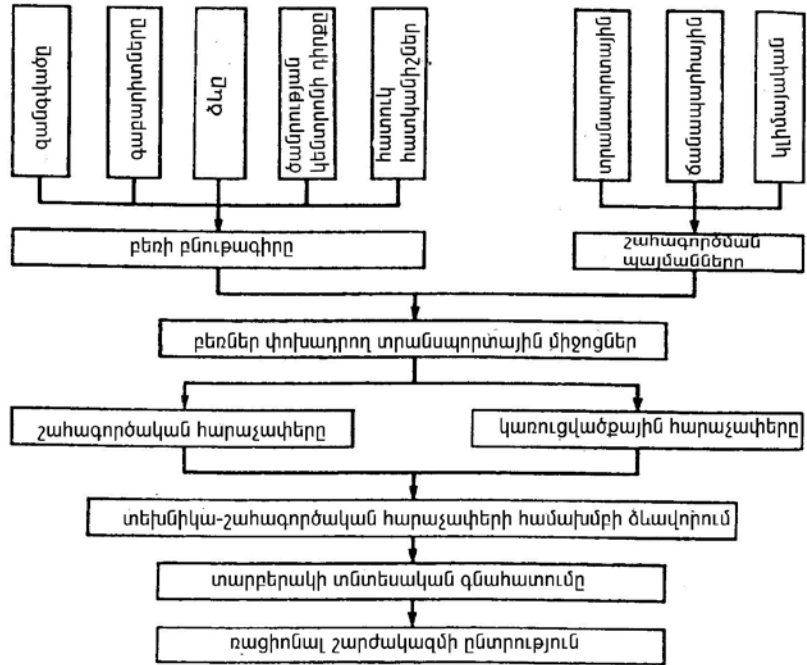 զանգվածը
գաբարիտները
ձևը
ծանրության
կենտրոնի դիրքը
հատուկ
հատկանիշներ
տրանսպորտային
ճանապարհային
կլիմայական
բեռի բնութագիրը
շահագործման
պայմանները
բեռներ փոխադրող տրանսպորտային միջոցներ
շահագործական հարաչափերը
կառուցվածքային հարաչափերը
տեխնիկա-շահագործական հարաչափերի համախմբի ձևավորում
տարբերակի տնտեսական գնահատումը
ռացիոնալ շարժակազմի ընտրություն